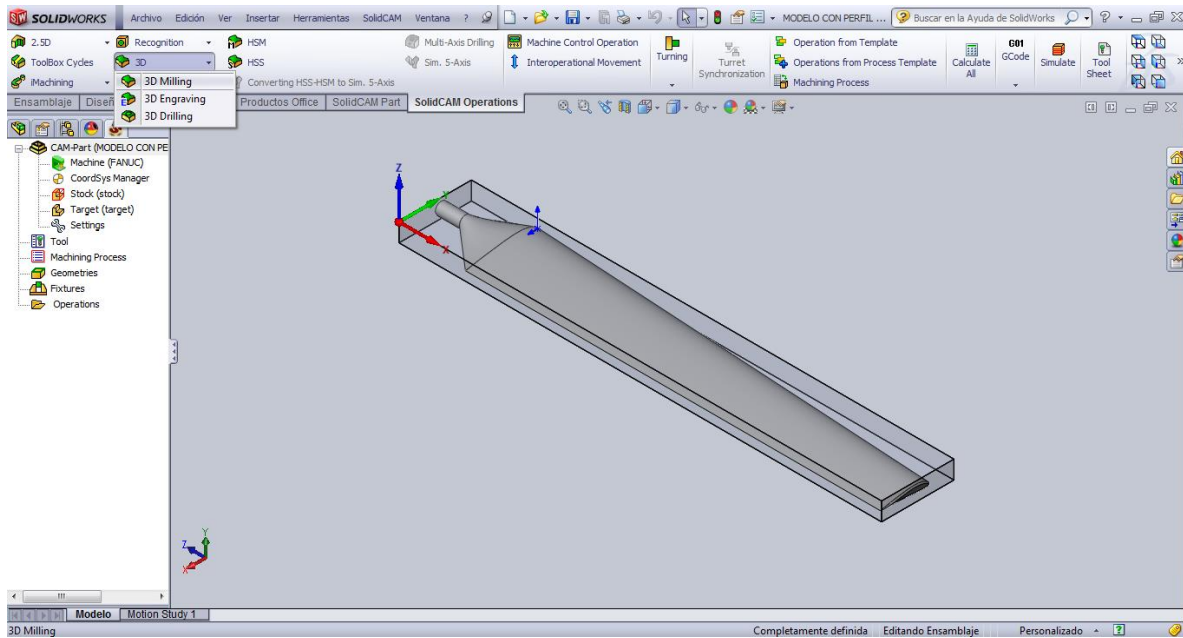 SOLIDWORKS Archivo Edición Ver Insertar Herramientas SolidCAM Ventana ? MODELO CON PERFIL ... Buscar en la Ayuda de SolidWorks ?
2.5D Recognition HSM Multi-Axis Drilling Machine Control Operation Operation from Template
ToolBox Cycles 3D HSS Sim. 5-Axis Interoperational Movement Turning Turret Synchronization Operations from Process Template Calculate All G01 GCode Simulate Tool Sheet
iMachining 3D Milling Converting HSS-HSM to Sim. 5-Axis Machining Process
3D Engraving
3D Drilling
Ensamblaje Diseñ Productos Office SolidCAM Part SolidCAM Operations
CAM-Part (MODELO CON PE
Machine (FANUC)
CoordSys Manager
Stock (stock)
Target (target)
Settings
Tool
Machining Process
Geometries
Fixtures
Operations
Z
Y
X
Y
Z
X
Modelo Motion Study 1
3D Milling Completamente definida Editando Ensamblaje Personalizado ?